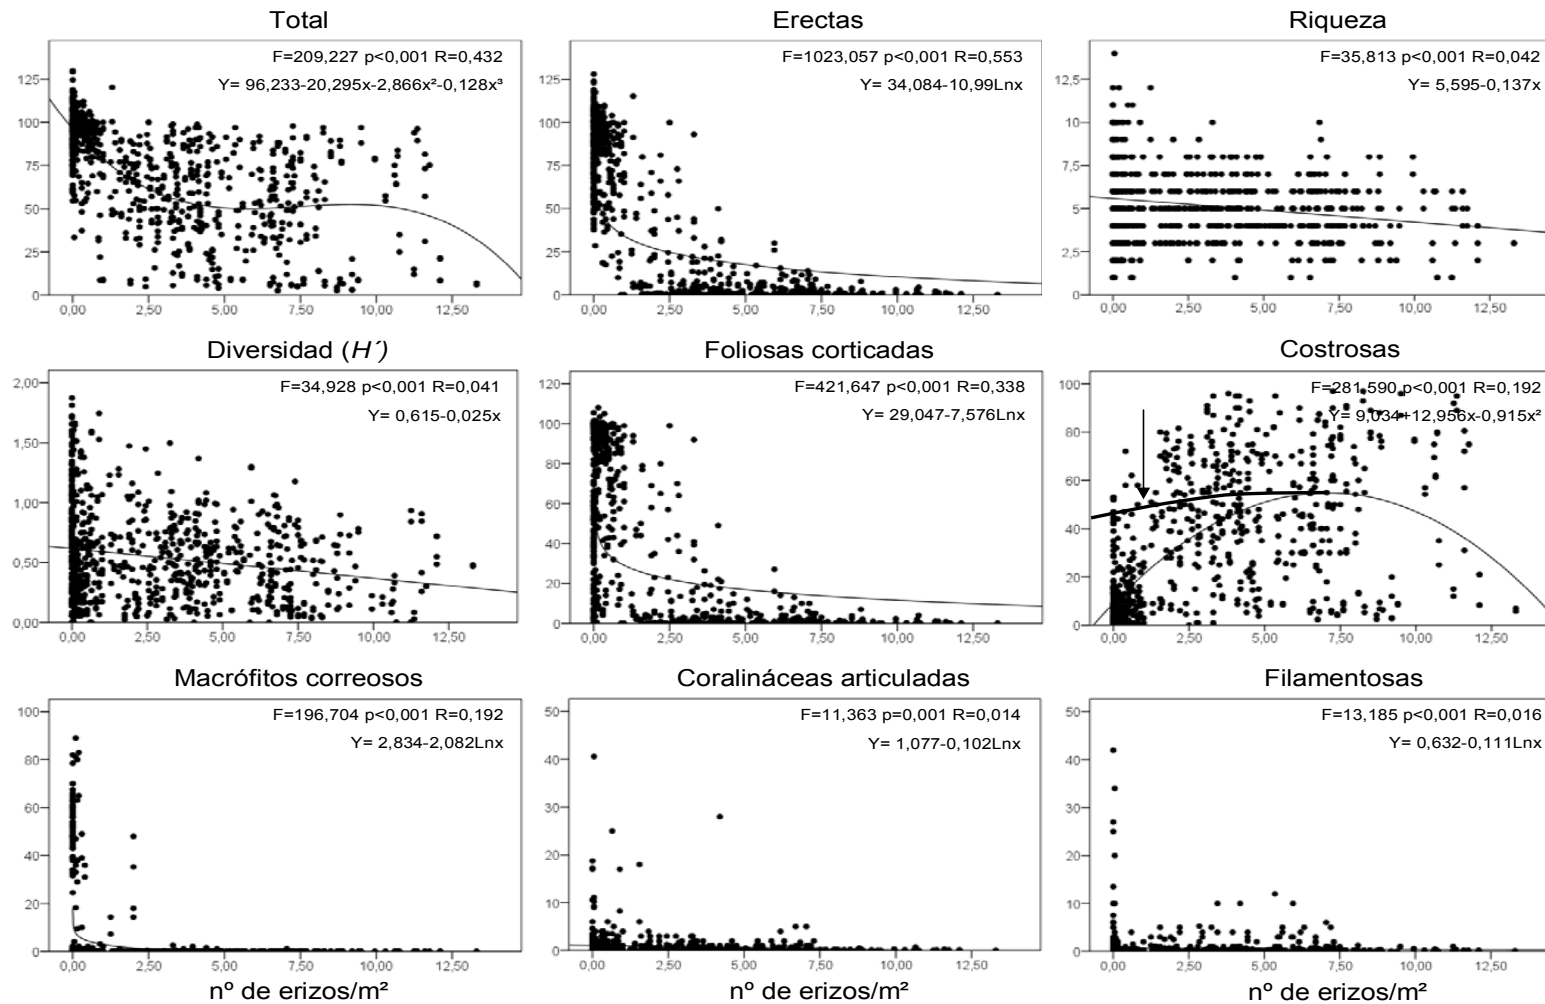 Total
F=209,227 p<0,001 R=0,432
Y= 96,233-20,295x-2,866x²-0,128x³
125
100
75
50
25
0
0,00 2,50 5,00 7,50 10,00 12,50
Erectas
F=1023,057 p<0,001 R=0,553
Y= 34,084-10,99Lnx
125
100
75
50
25
0
0,00 2,50 5,00 7,50 10,00 12,50
Riqueza
F=35,813 p<0,001 R=0,042
Y= 5,595-0,137x
12,5
10,0
7,5
5,0
2,5
0
0,00 2,50 5,00 7,50 10,00 12,50
Diversidad (H´)
F=34,928 p<0,001 R=0,041
Y= 0,615-0,025x
2,00
1,50
1,00
0,50
0,00
0,00 2,50 5,00 7,50 10,00 12,50
Foliosas corticadas
F=421,647 p<0,001 R=0,338
Y= 29,047-7,576Lnx
120
100
80
60
40
20
0
0,00 2,50 5,00 7,50 10,00 12,50
Costrosas
F=281,590 p<0,001 R=0,192
Y= 9,034+12,956x-0,915x²
100
80
60
40
20
0
0,00 2,50 5,00 7,50 10,00 12,50
Macrófitos correosos
F=196,704 p<0,001 R=0,192
Y= 2,834-2,082Lnx
100
80
60
40
20
0
0,00 2,50 5,00 7,50 10,00 12,50
nº de erizos/m²
Coralináceas articuladas
F=11,363 p=0,001 R=0,014
Y= 1,077-0,102Lnx
50
40
30
20
10
0
0,00 2,50 5,00 7,50 10,00 12,50
nº de erizos/m²
Filamentosas
F=13,185 p<0,001 R=0,016
Y= 0,632-0,111Lnx
50
40
30
20
10
0
0,00 2,50 5,00 7,50 10,00 12,50
nº de erizos/m²